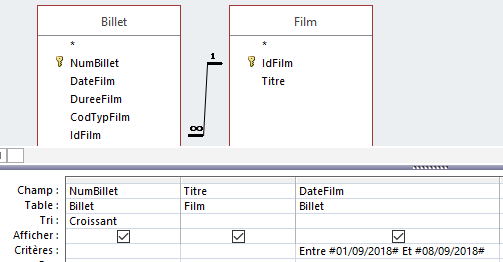 Billet
*
NumBillet
DateFilm
DureeFilm
CodTypFilm
IdFilm
Film
*
IdFilm
Titre
1
∞
Champ : NumBillet Titre DateFilm
Table : Billet Film Billet
Tri : Croissant
Afficher :
Critères : Entre #01/09/2018# Et #08/09/2018#